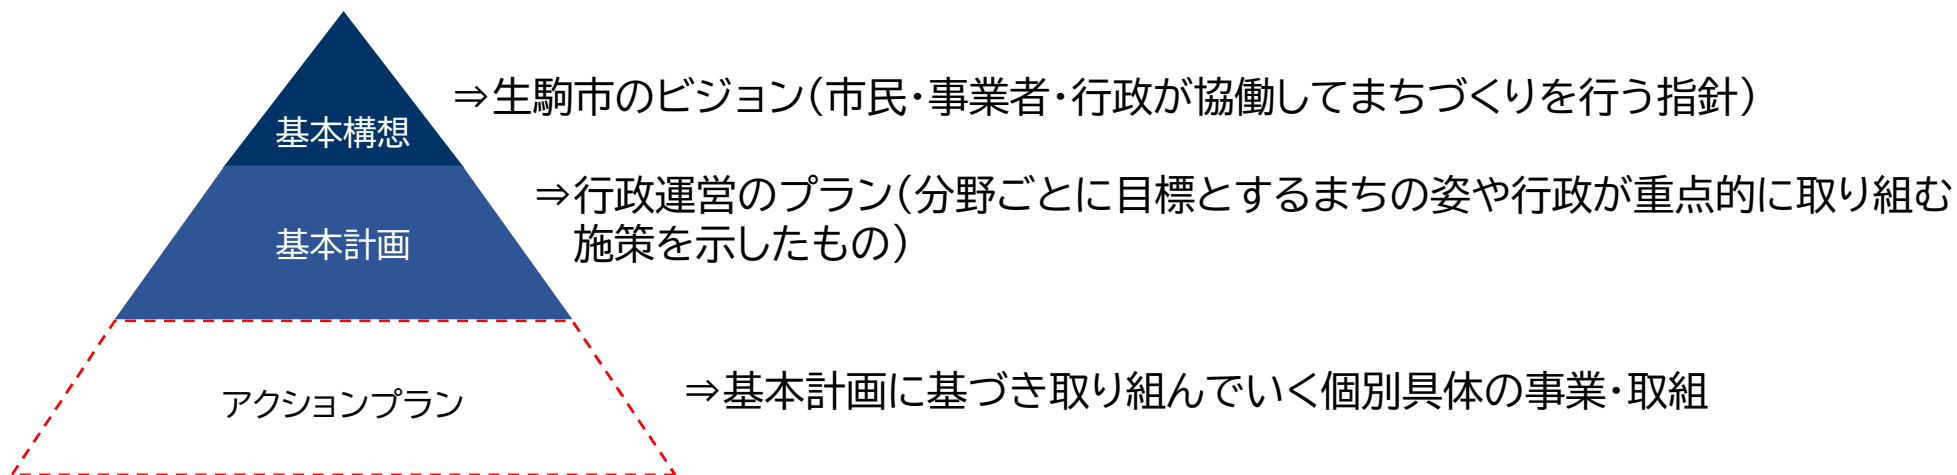 基本構想
⇒生駒市のビジョン(市民・事業者・行政が協働してまちづくりを行う指針)
基本計画
⇒行政運営のプラン(分野ごとに目標とするまちの姿や行政が重点的に取り組む
施策を示したもの)
アクションプラン
⇒基本計画に基づき取り組んでいく個別具体の事業・取組